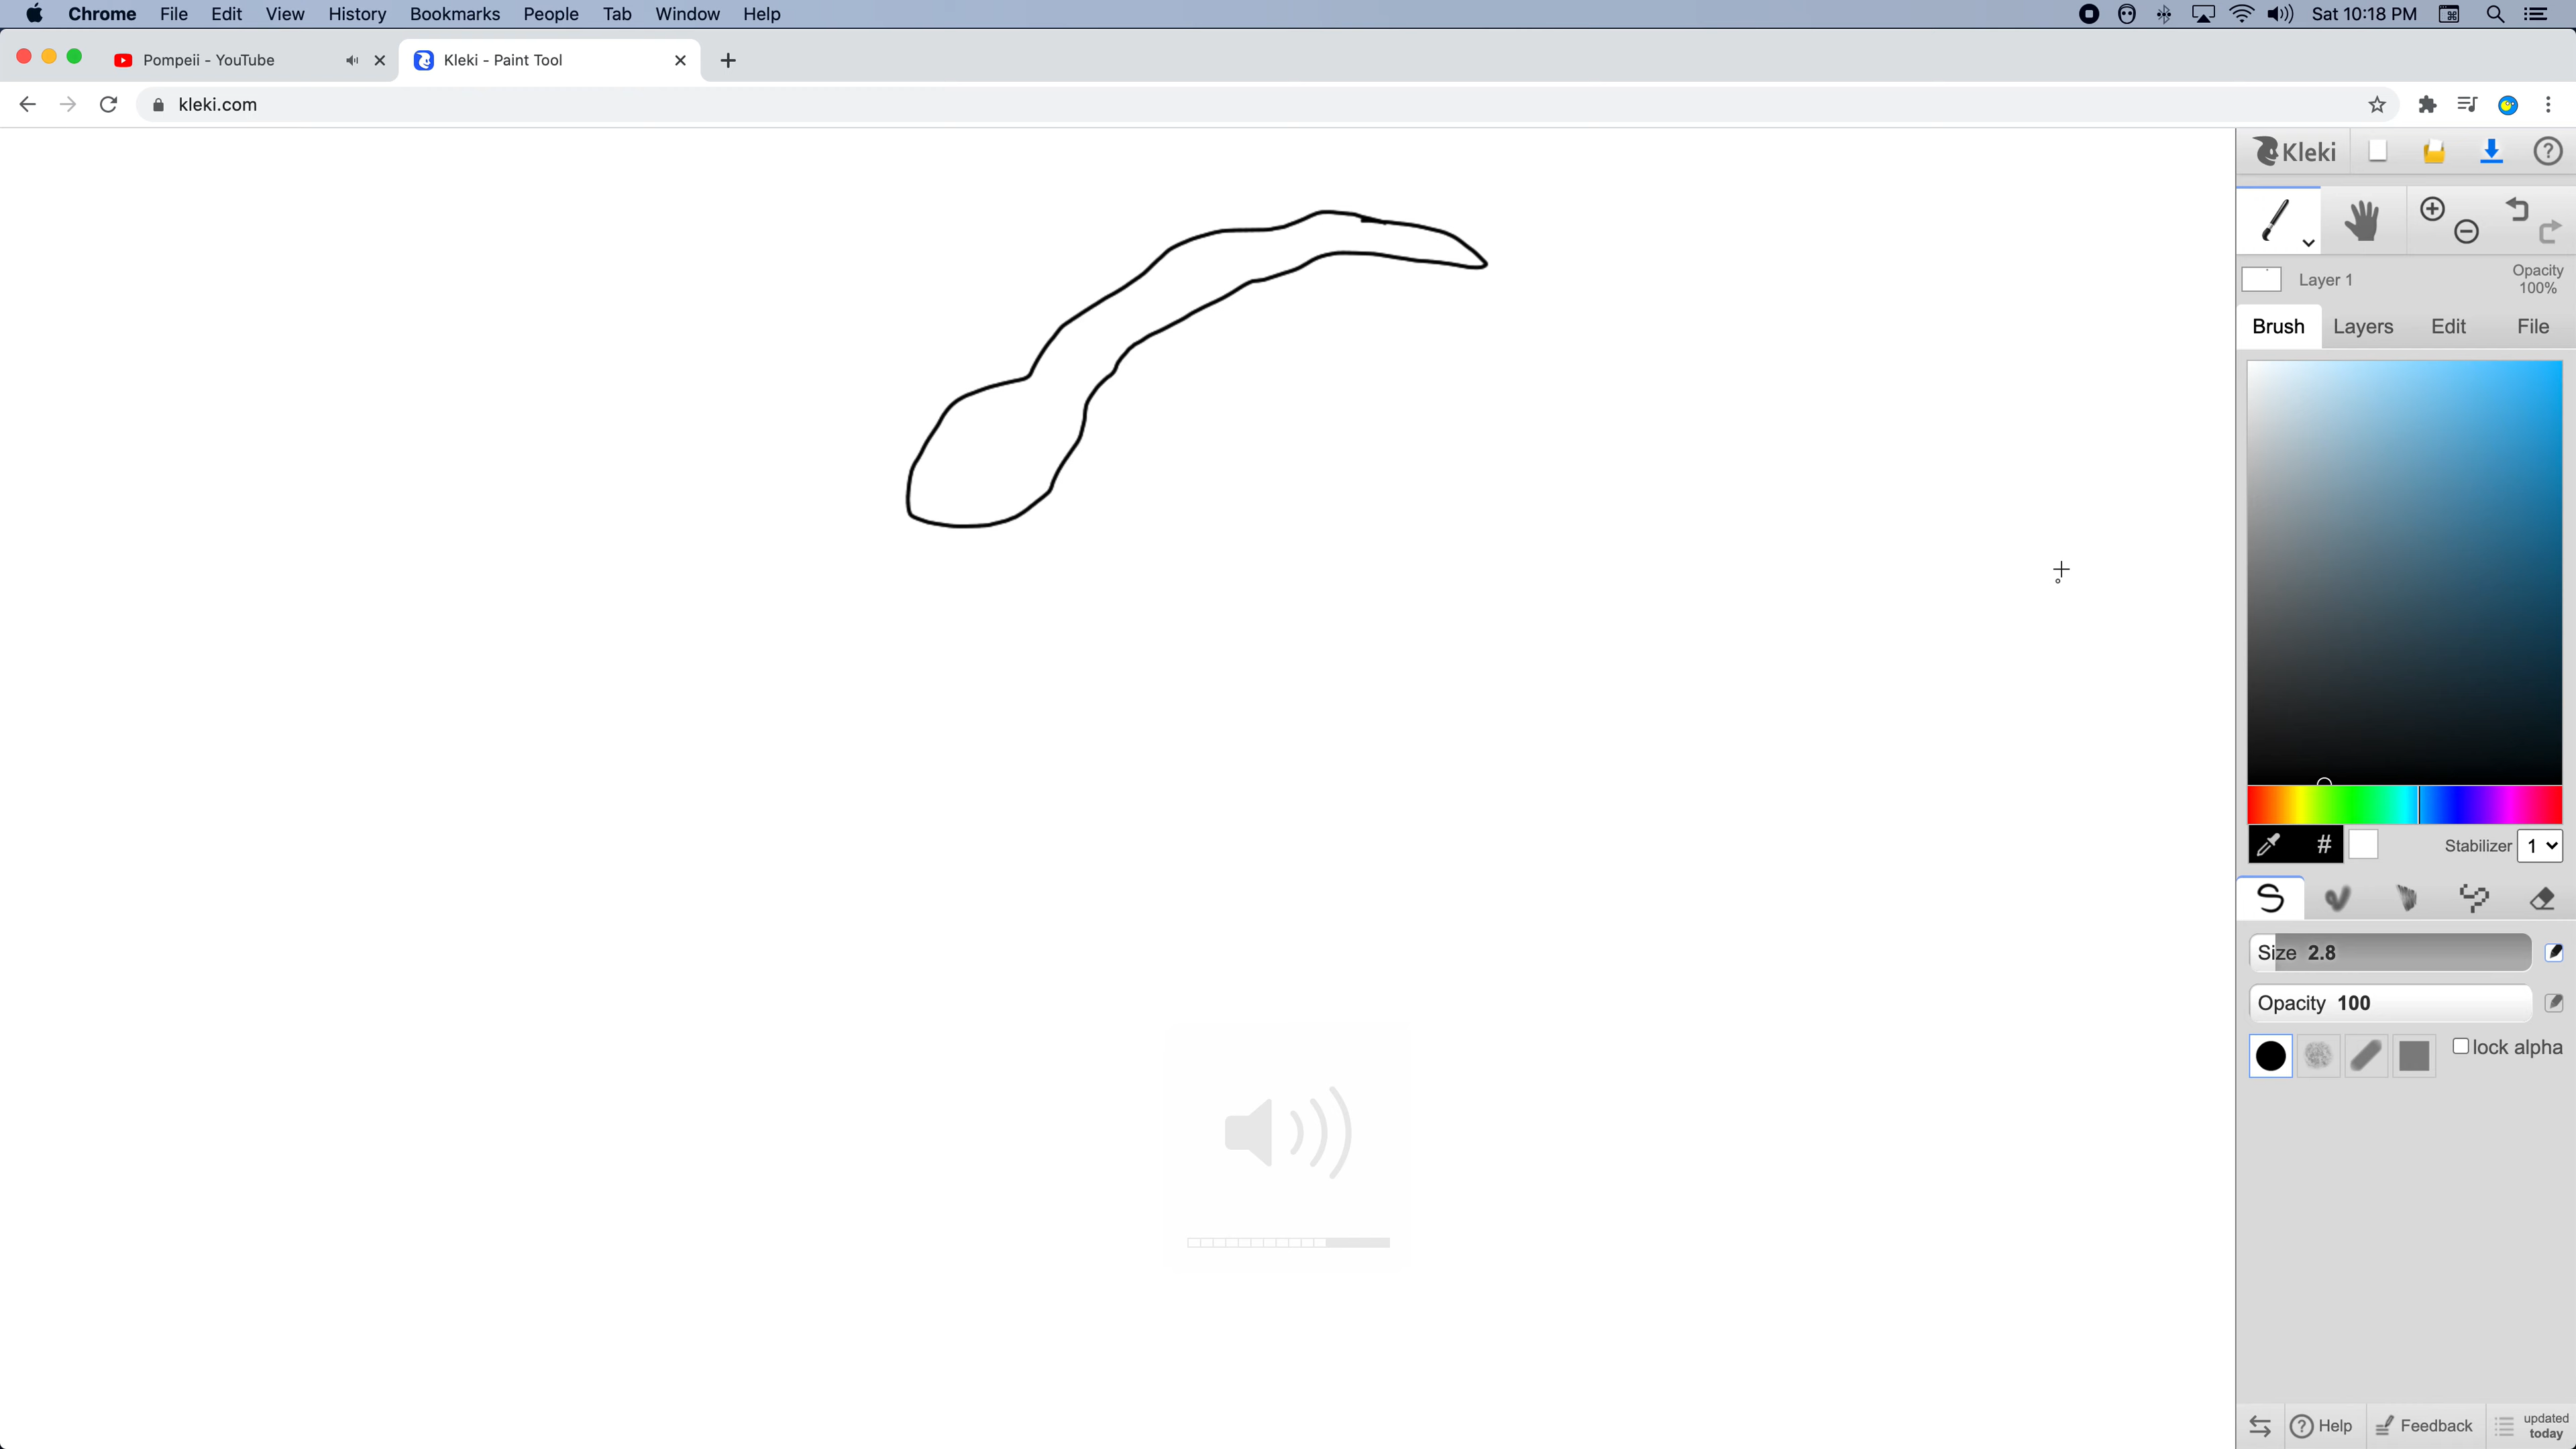 Chrome File Edit View History Bookmarks People Tab Window Help Sat 10:18 PM
Pompeii - YouTube Kleki - Paint Tool
kleki.com
Kleki
Layer 1 Opacity
100%
Brush Layers Edit File
# Stabilizer 1
Size 2.8
Opacity 100
lock alpha
Help Feedback updated
today